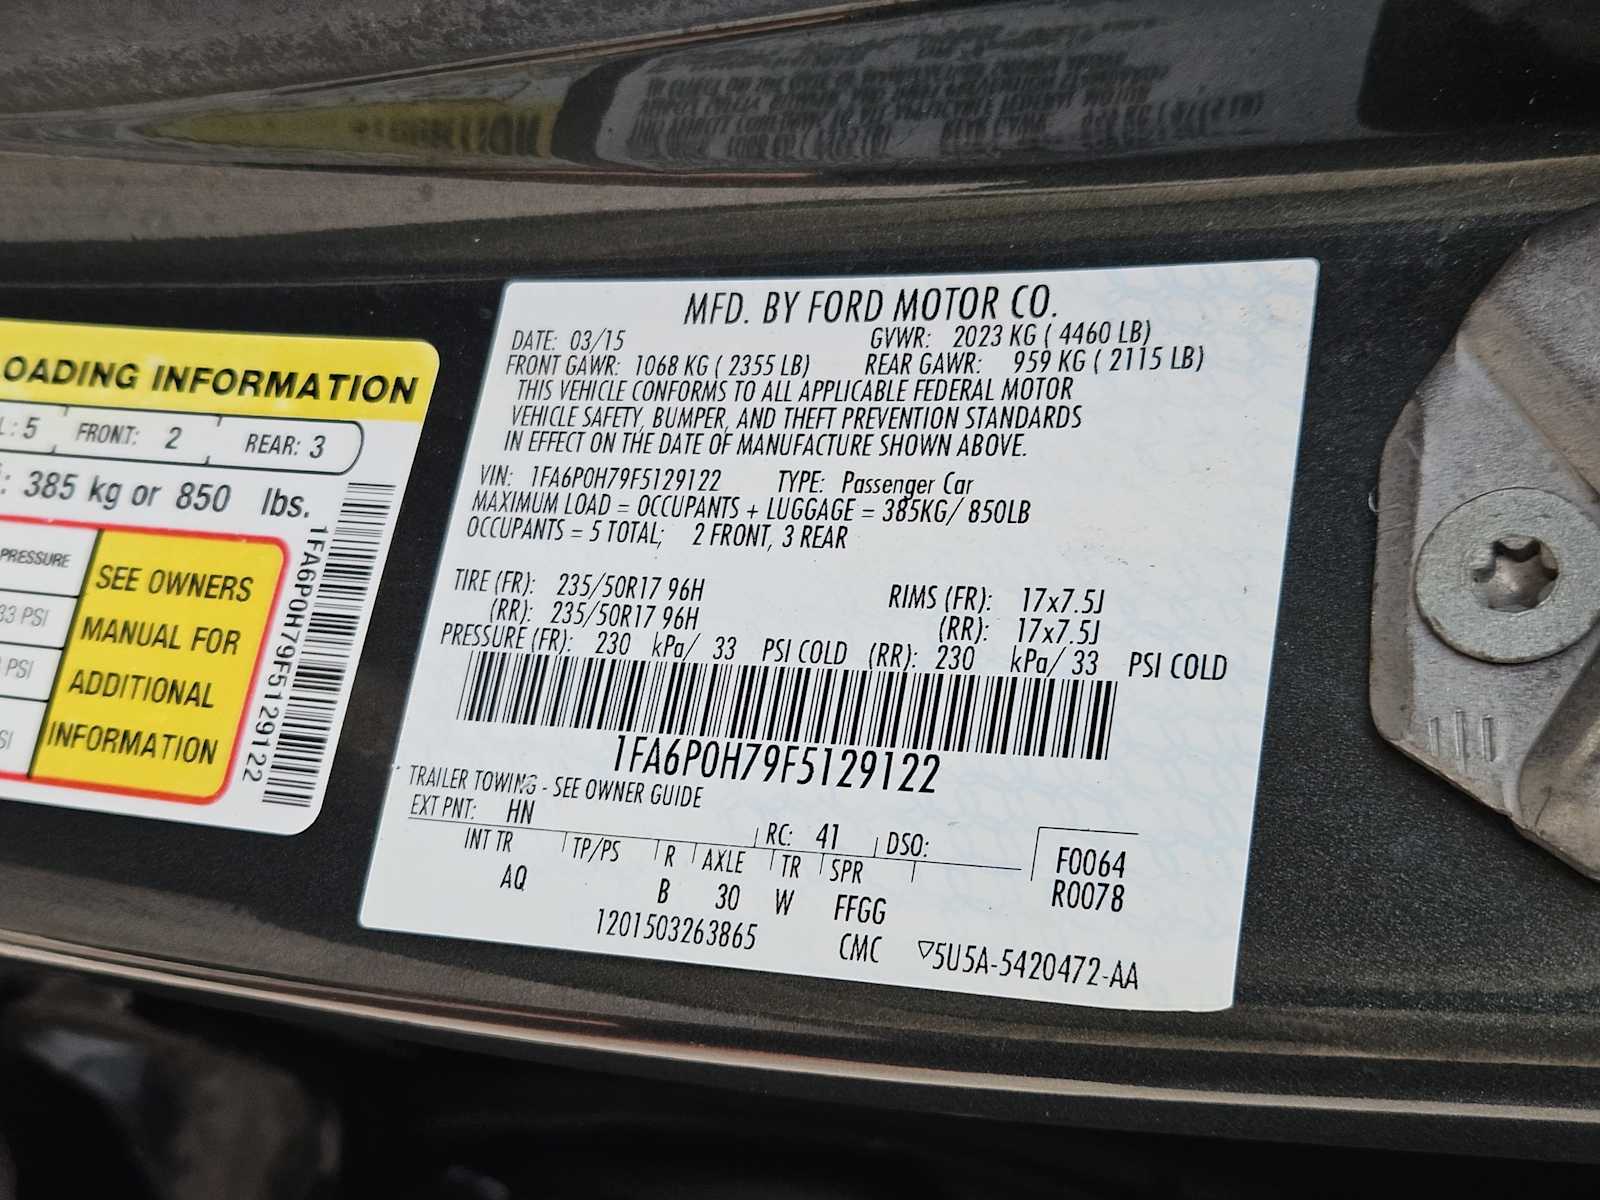 OADING INFORMATION
L: 5 FRONT: 2 REAR: 3
: 385 kg or 850 lbs.
PRESSURE
33 PSI
PSI
SI
SEE OWNERS
MANUAL FOR
ADDITIONAL
INFORMATION
1FA6P0H79F5129122
MFD. BY FORD MOTOR CO.
DATE: 03/15 GVWR: 2023 KG ( 4460 LB)
FRONT GAWR: 1068 KG ( 2355 LB) REAR GAWR: 959 KG ( 2115 LB)
THIS VEHICLE CONFORMS TO ALL APPLICABLE FEDERAL MOTOR
VEHICLE SAFETY, BUMPER, AND THEFT PREVENTION STANDARDS
IN EFFECT ON THE DATE OF MANUFACTURE SHOWN ABOVE.
VIN: 1FA6P0H79F5129122 TYPE: Passenger Car
MAXIMUM LOAD = OCCUPANTS + LUGGAGE = 385KG/ 850LB
OCCUPANTS = 5 TOTAL; 2 FRONT, 3 REAR
TIRE (FR): 235/50R17 96H RIMS (FR): 17x7.5J
(RR): 235/50R17 96H (RR): 17x7.5J
PRESSURE (FR): 230 kPa/ 33 PSI COLD (RR): 230 kPa/ 33 PSI COLD
1FA6P0H79F5129122
TRAILER TOWING - SEE OWNER GUIDE
EXT PNT: HN RC: 41 DSO:
INT TR TP/PS R AXLE TR SPR F0064
AQ B 30 W FFGG R0078
1201503263865 CMC ▽5U5A-5420472-AA